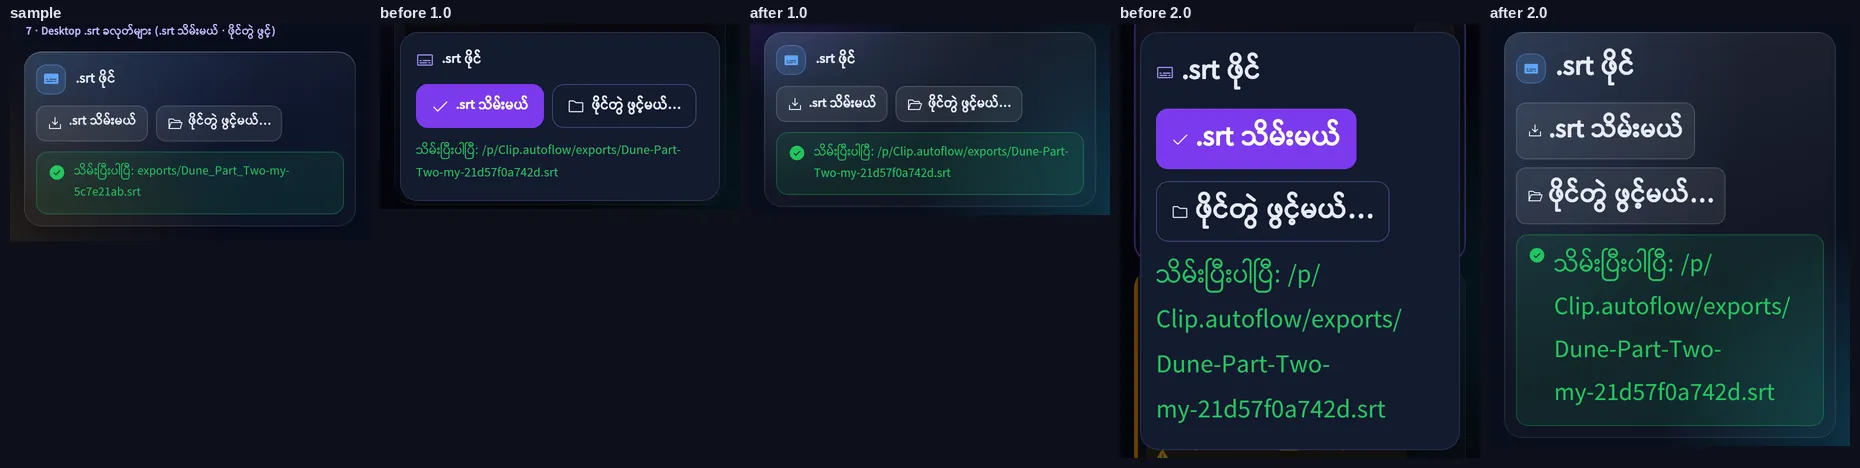 sample
7 · Desktop .srt ခလုတ်များ (.srt သိမ်းမယ် · ဖိုင်တွဲ ဖွင့်)
.srt ဖိုင်
.srt သိမ်းမယ်
ဖိုင်တွဲ ဖွင့်မယ်...
သိမ်းပြီးပါပြီ: exports/Dune_Part_Two-my-
5c7e21ab.srt
before 1.0
.srt ဖိုင်
.srt သိမ်းမယ်
ဖိုင်တွဲ ဖွင့်မယ်...
သိမ်းပြီးပါပြီ: /p/Clip.autoflow/exports/Dune-Part-
Two-my-21d57f0a742d.srt
after 1.0
.srt ဖိုင်
.srt သိမ်းမယ်
ဖိုင်တွဲ ဖွင့်မယ်...
သိမ်းပြီးပါပြီ: /p/Clip.autoflow/exports/Dune-Part-
Two-my-21d57f0a742d.srt
before 2.0
.srt ဖိုင်
.srt သိမ်းမယ်
ဖိုင်တွဲ ဖွင့်မယ်...
သိမ်းပြီးပါပြီ: /p/
Clip.autoflow/exports/
Dune-Part-Two-
my-21d57f0a742d.srt
after 2.0
.srt ဖိုင်
.srt သိမ်းမယ်
ဖိုင်တွဲ ဖွင့်မယ်...
သိမ်းပြီးပါပြီ: /p/
Clip.autoflow/exports/
Dune-Part-Two-
my-21d57f0a742d.srt